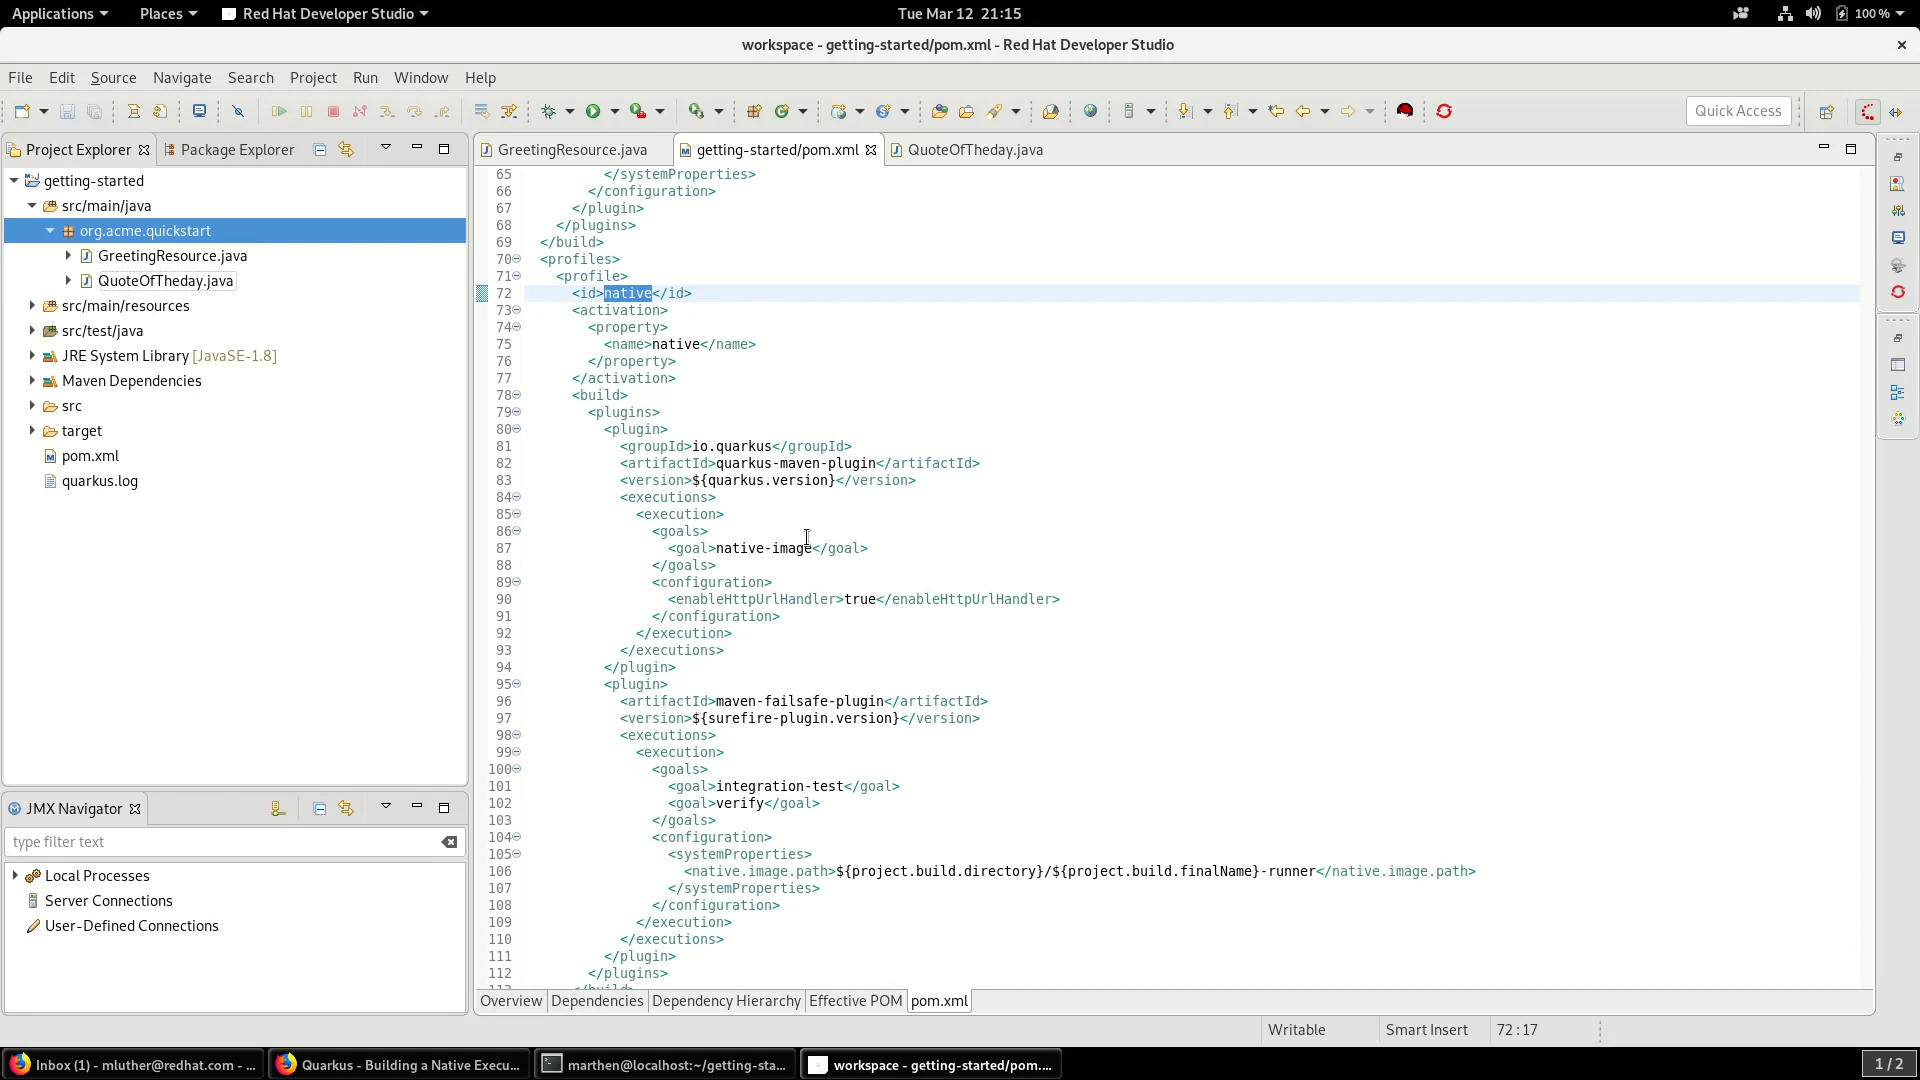 Applications Places Red Hat Developer Studio Tue Mar 12 21:15 100 %
workspace - getting-started/pom.xml - Red Hat Developer Studio
File Edit Source Navigate Search Project Run Window Help
Quick Access
Project Explorer Package Explorer
getting-started
src/main/java
org.acme.quickstart
GreetingResource.java
QuoteOfTheday.java
src/main/resources
src/test/java
JRE System Library [JavaSE-1.8]
Maven Dependencies
src
target
pom.xml
quarkus.log
JMX Navigator
type filter text
Local Processes
Server Connections
User-Defined Connections
GreetingResource.java getting-started/pom.xml QuoteOfTheday.java
65 </systemProperties>
66 </configuration>
67 </plugin>
68 </plugins>
69 </build>
70 <profiles>
71 <profile>
72 <id>native</id>
73 <activation>
74 <property>
75 <name>native</name>
76 </property>
77 </activation>
78 <build>
79 <plugins>
80 <plugin>
81 <groupId>io.quarkus</groupId>
82 <artifactId>quarkus-maven-plugin</artifactId>
83 <version>${quarkus.version}</version>
84 <executions>
85 <execution>
86 <goals>
87 <goal>native-image</goal>
88 </goals>
89 <configuration>
90 <enableHttpUrlHandler>true</enableHttpUrlHandler>
91 </configuration>
92 </execution>
93 </executions>
94 </plugin>
95 <plugin>
96 <artifactId>maven-failsafe-plugin</artifactId>
97 <version>${surefire-plugin.version}</version>
98 <executions>
99 <execution>
100 <goals>
101 <goal>integration-test</goal>
102 <goal>verify</goal>
103 </goals>
104 <configuration>
105 <systemProperties>
106 <native.image.path>${project.build.directory}/${project.build.finalName}-runner</native.image.path>
107 </systemProperties>
108 </configuration>
109 </execution>
110 </executions>
111 </plugin>
112 </plugins>
113 </build>
Overview Dependencies Dependency Hierarchy Effective POM pom.xml
Writable Smart Insert 72 : 17
Inbox (1) - mluther@redhat.com - ... Quarkus - Building a Native Execu... marthen@localhost:~/getting-sta... workspace - getting-started/pom.... 1 / 2